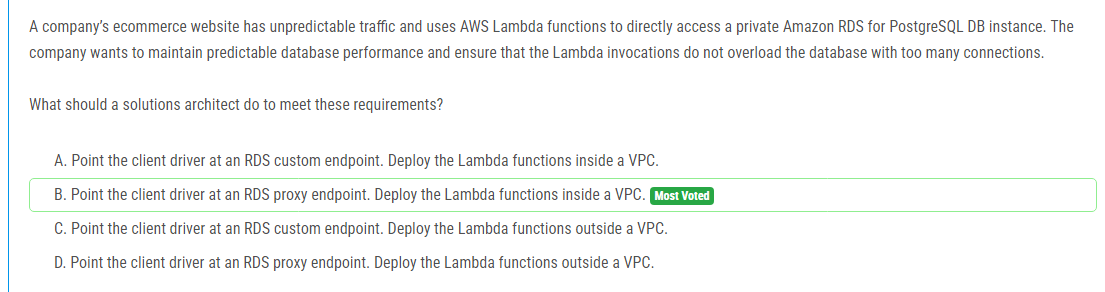 A company's ecommerce website has unpredictable traffic and uses AWS Lambda functions to directly access a private Amazon RDS for PostgreSQL DB instance. The
company wants to maintain predictable database performance and ensure that the Lambda invocations do not overload the database with too many connections.
What should a solutions architect do to meet these requirements?
A. Point the client driver at an RDS custom endpoint. Deploy the Lambda functions inside a VPC.
B. Point the client driver at an RDS proxy endpoint. Deploy the Lambda functions inside a VPC. Most Voted
C. Point the client driver at an RDS custom endpoint. Deploy the Lambda functions outside a VPC.
D. Point the client driver at an RDS proxy endpoint. Deploy the Lambda functions outside a VPC.